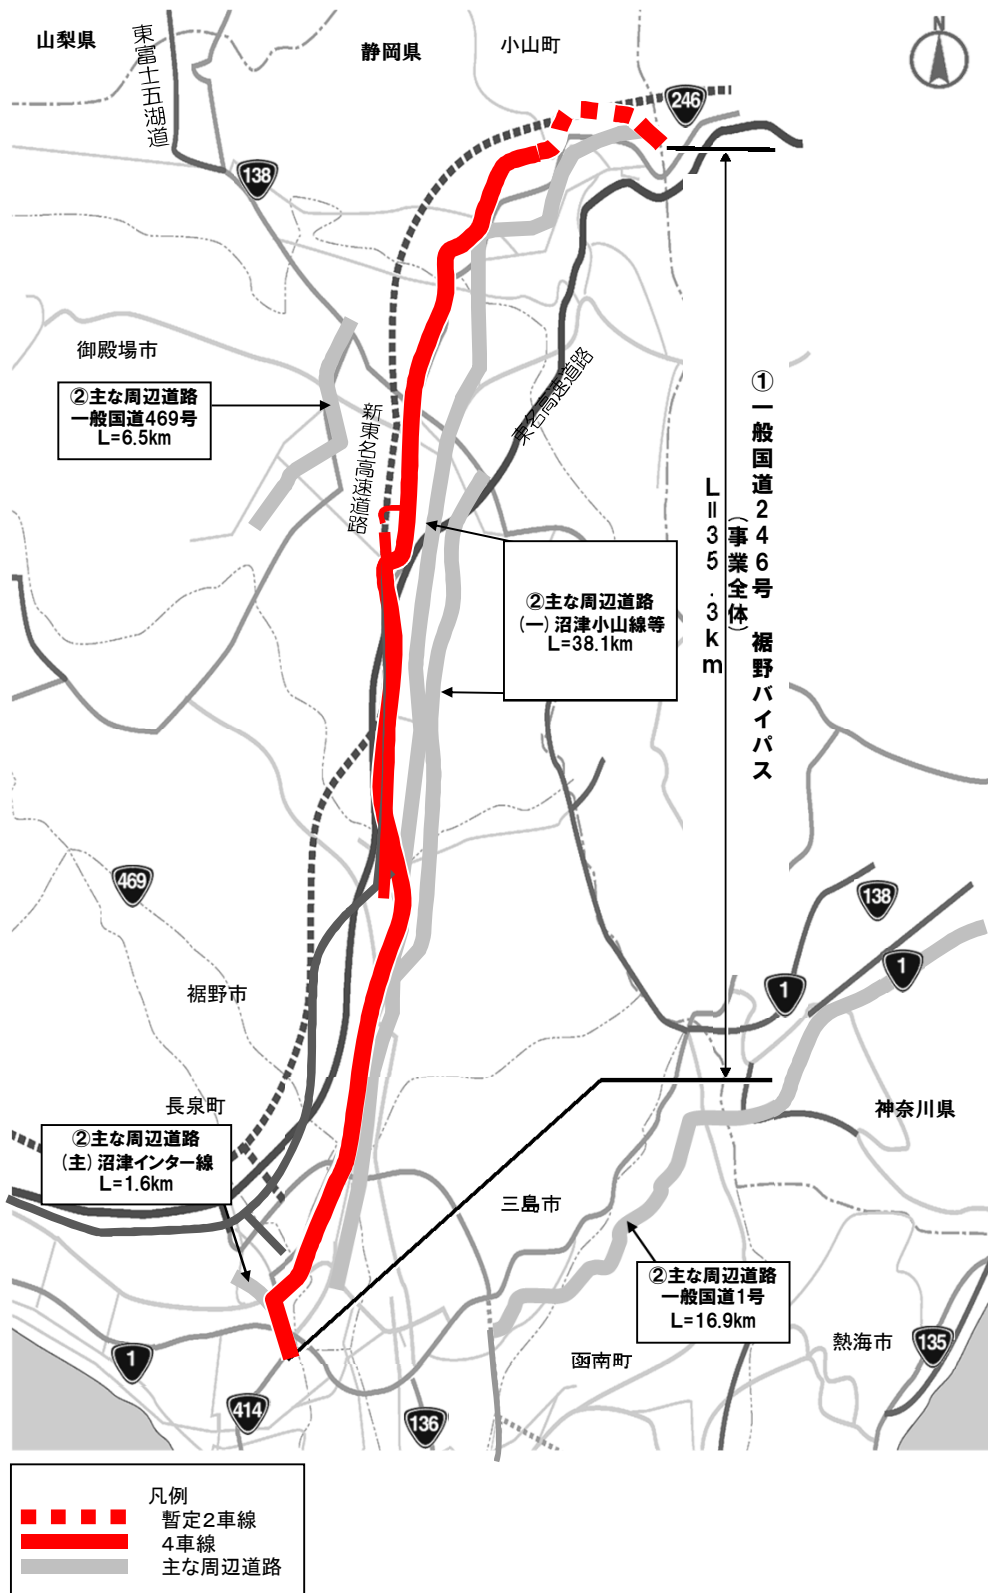 山梨県
東富士五湖道
静岡県
小山町
N
246
138
御殿場市
②主な周辺道路
一般国道469号
L=6.5km
新東名高速道路
東名高速道路
①一般国道246号 裾野バイパス
(事業全体)
L=35.3km
②主な周辺道路
(一)沼津小山線等
L=38.1km
469
138
1
1
裾野市
長泉町
神奈川県
②主な周辺道路
(主)沼津インター線
L=1.6km
三島市
②主な周辺道路
一般国道1号
L=16.9km
熱海市
135
函南町
1
414
136
凡例
暫定2車線
4車線
主な周辺道路